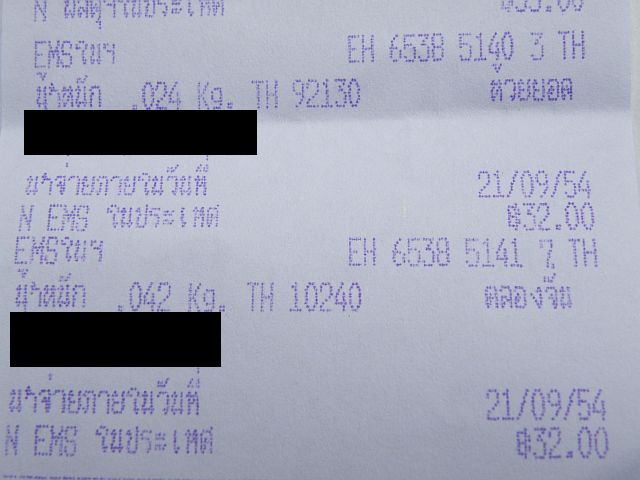 EMSในฯ EH 6538 5140 3 TH
น้ำหนัก .024 Kg. TH 92130 ห้วยยอด
นำจ่ายภายในวันที่ 21/09/54
N EMS ในประเทศ ฿32.00
EMSในฯ EH 6538 5141 7 TH
น้ำหนัก .042 Kg. TH 10240 คลองจั่น
นำจ่ายภายในวันที่ 21/09/54
N EMS ในประเทศ ฿32.00